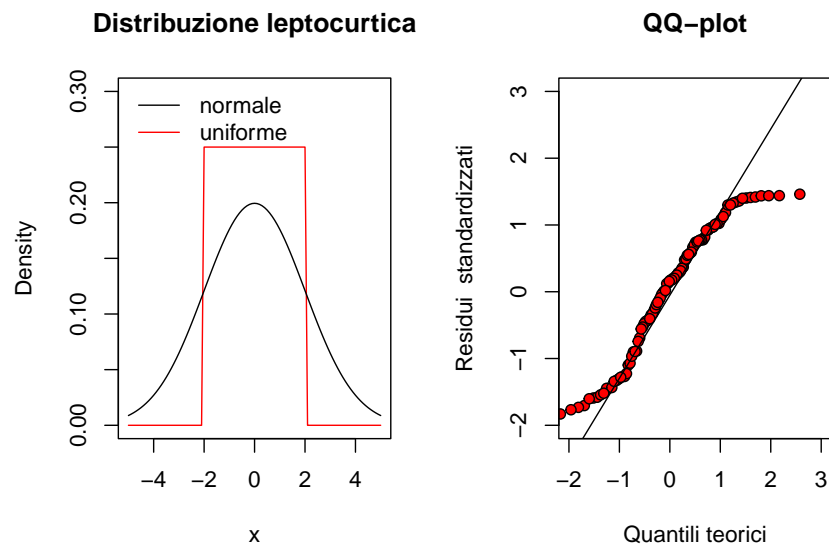 Distribuzione leptocurtica
normale
uniforme
0.30
0.20
0.10
0.00
Density
−4
−2
0
2
4
x
QQ−plot
3
2
1
0
−1
−2
Residui standardizzati
−2
−1
0
1
2
3
Quantili teorici